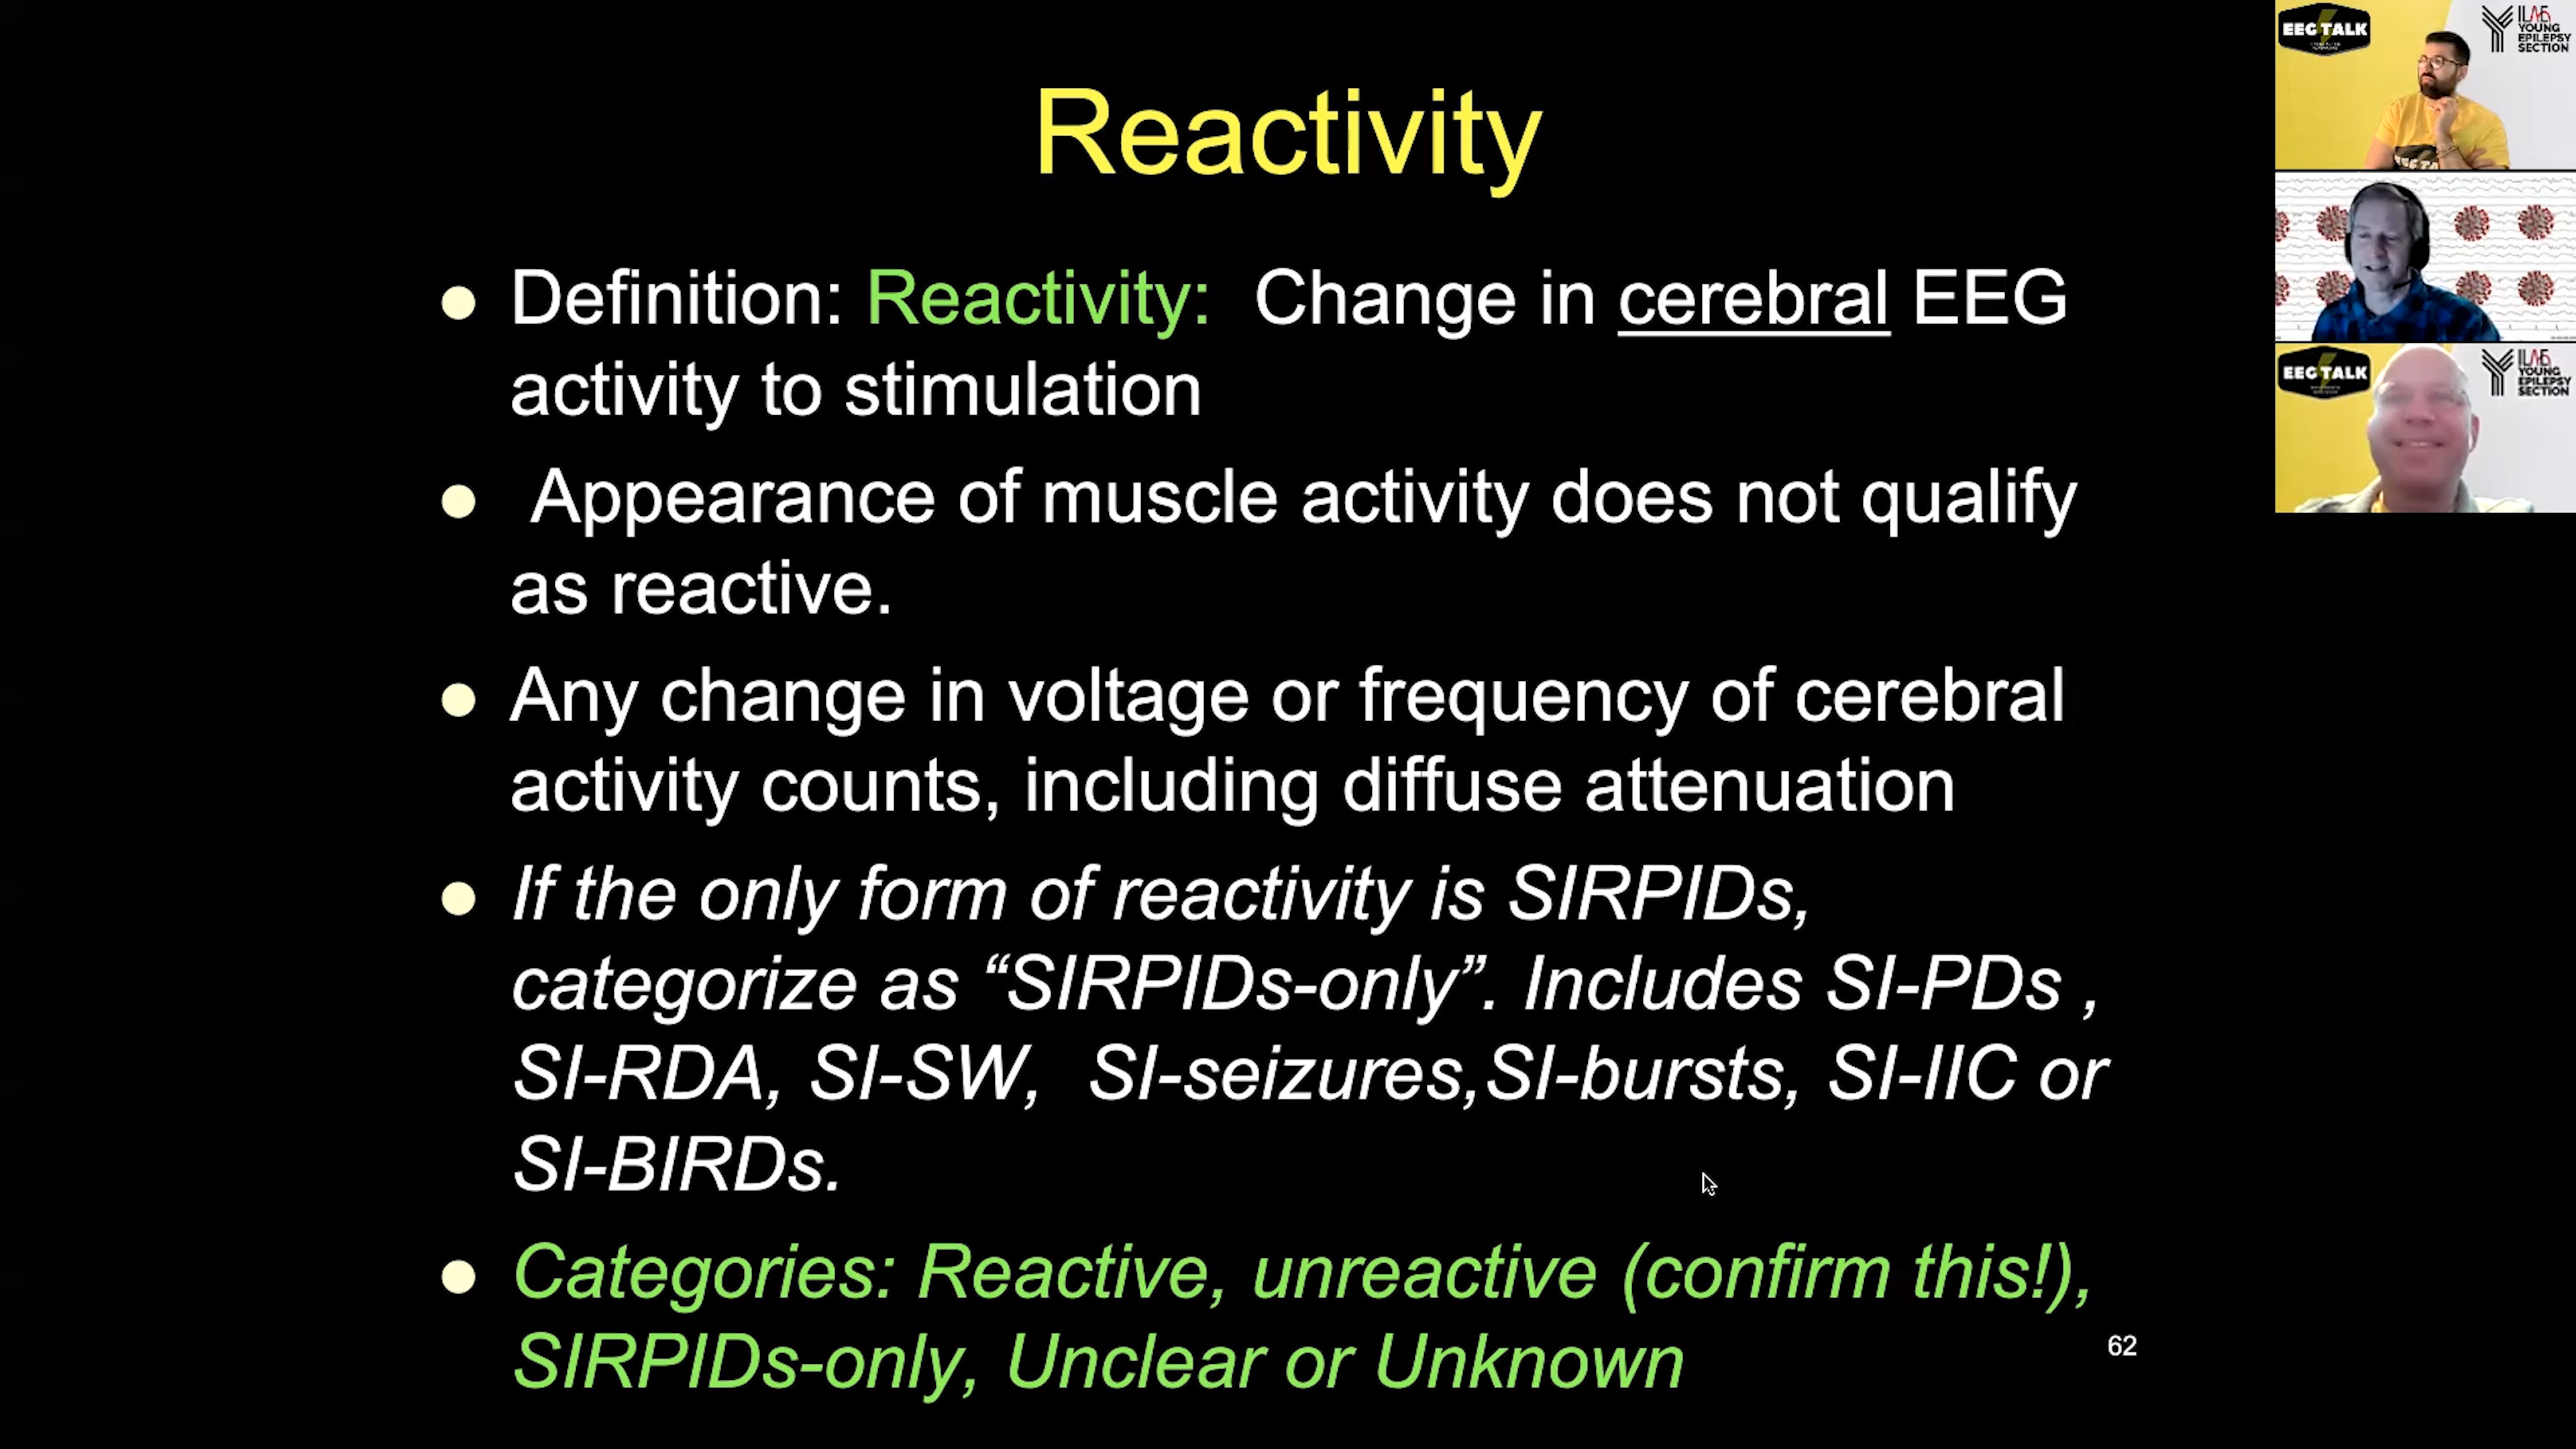 Reactivity
Definition: Reactivity: Change in cerebral EEG
activity to stimulation
Appearance of muscle activity does not qualify
as reactive.
Any change in voltage or frequency of cerebral
activity counts, including diffuse attenuation
If the only form of reactivity is SIRPIDs,
categorize as “SIRPIDs-only”. Includes SI-PDs ,
SI-RDA, SI-SW, SI-seizures,SI-bursts, SI-IIC or
SI-BIRDs.
Categories: Reactive, unreactive (confirm this!),
SIRPIDs-only, Unclear or Unknown
62
EEG TALK
ILAE
YOUNG
EPILEPSY
SECTION
EEG TALK
ILAE
YOUNG
EPILEPSY
SECTION